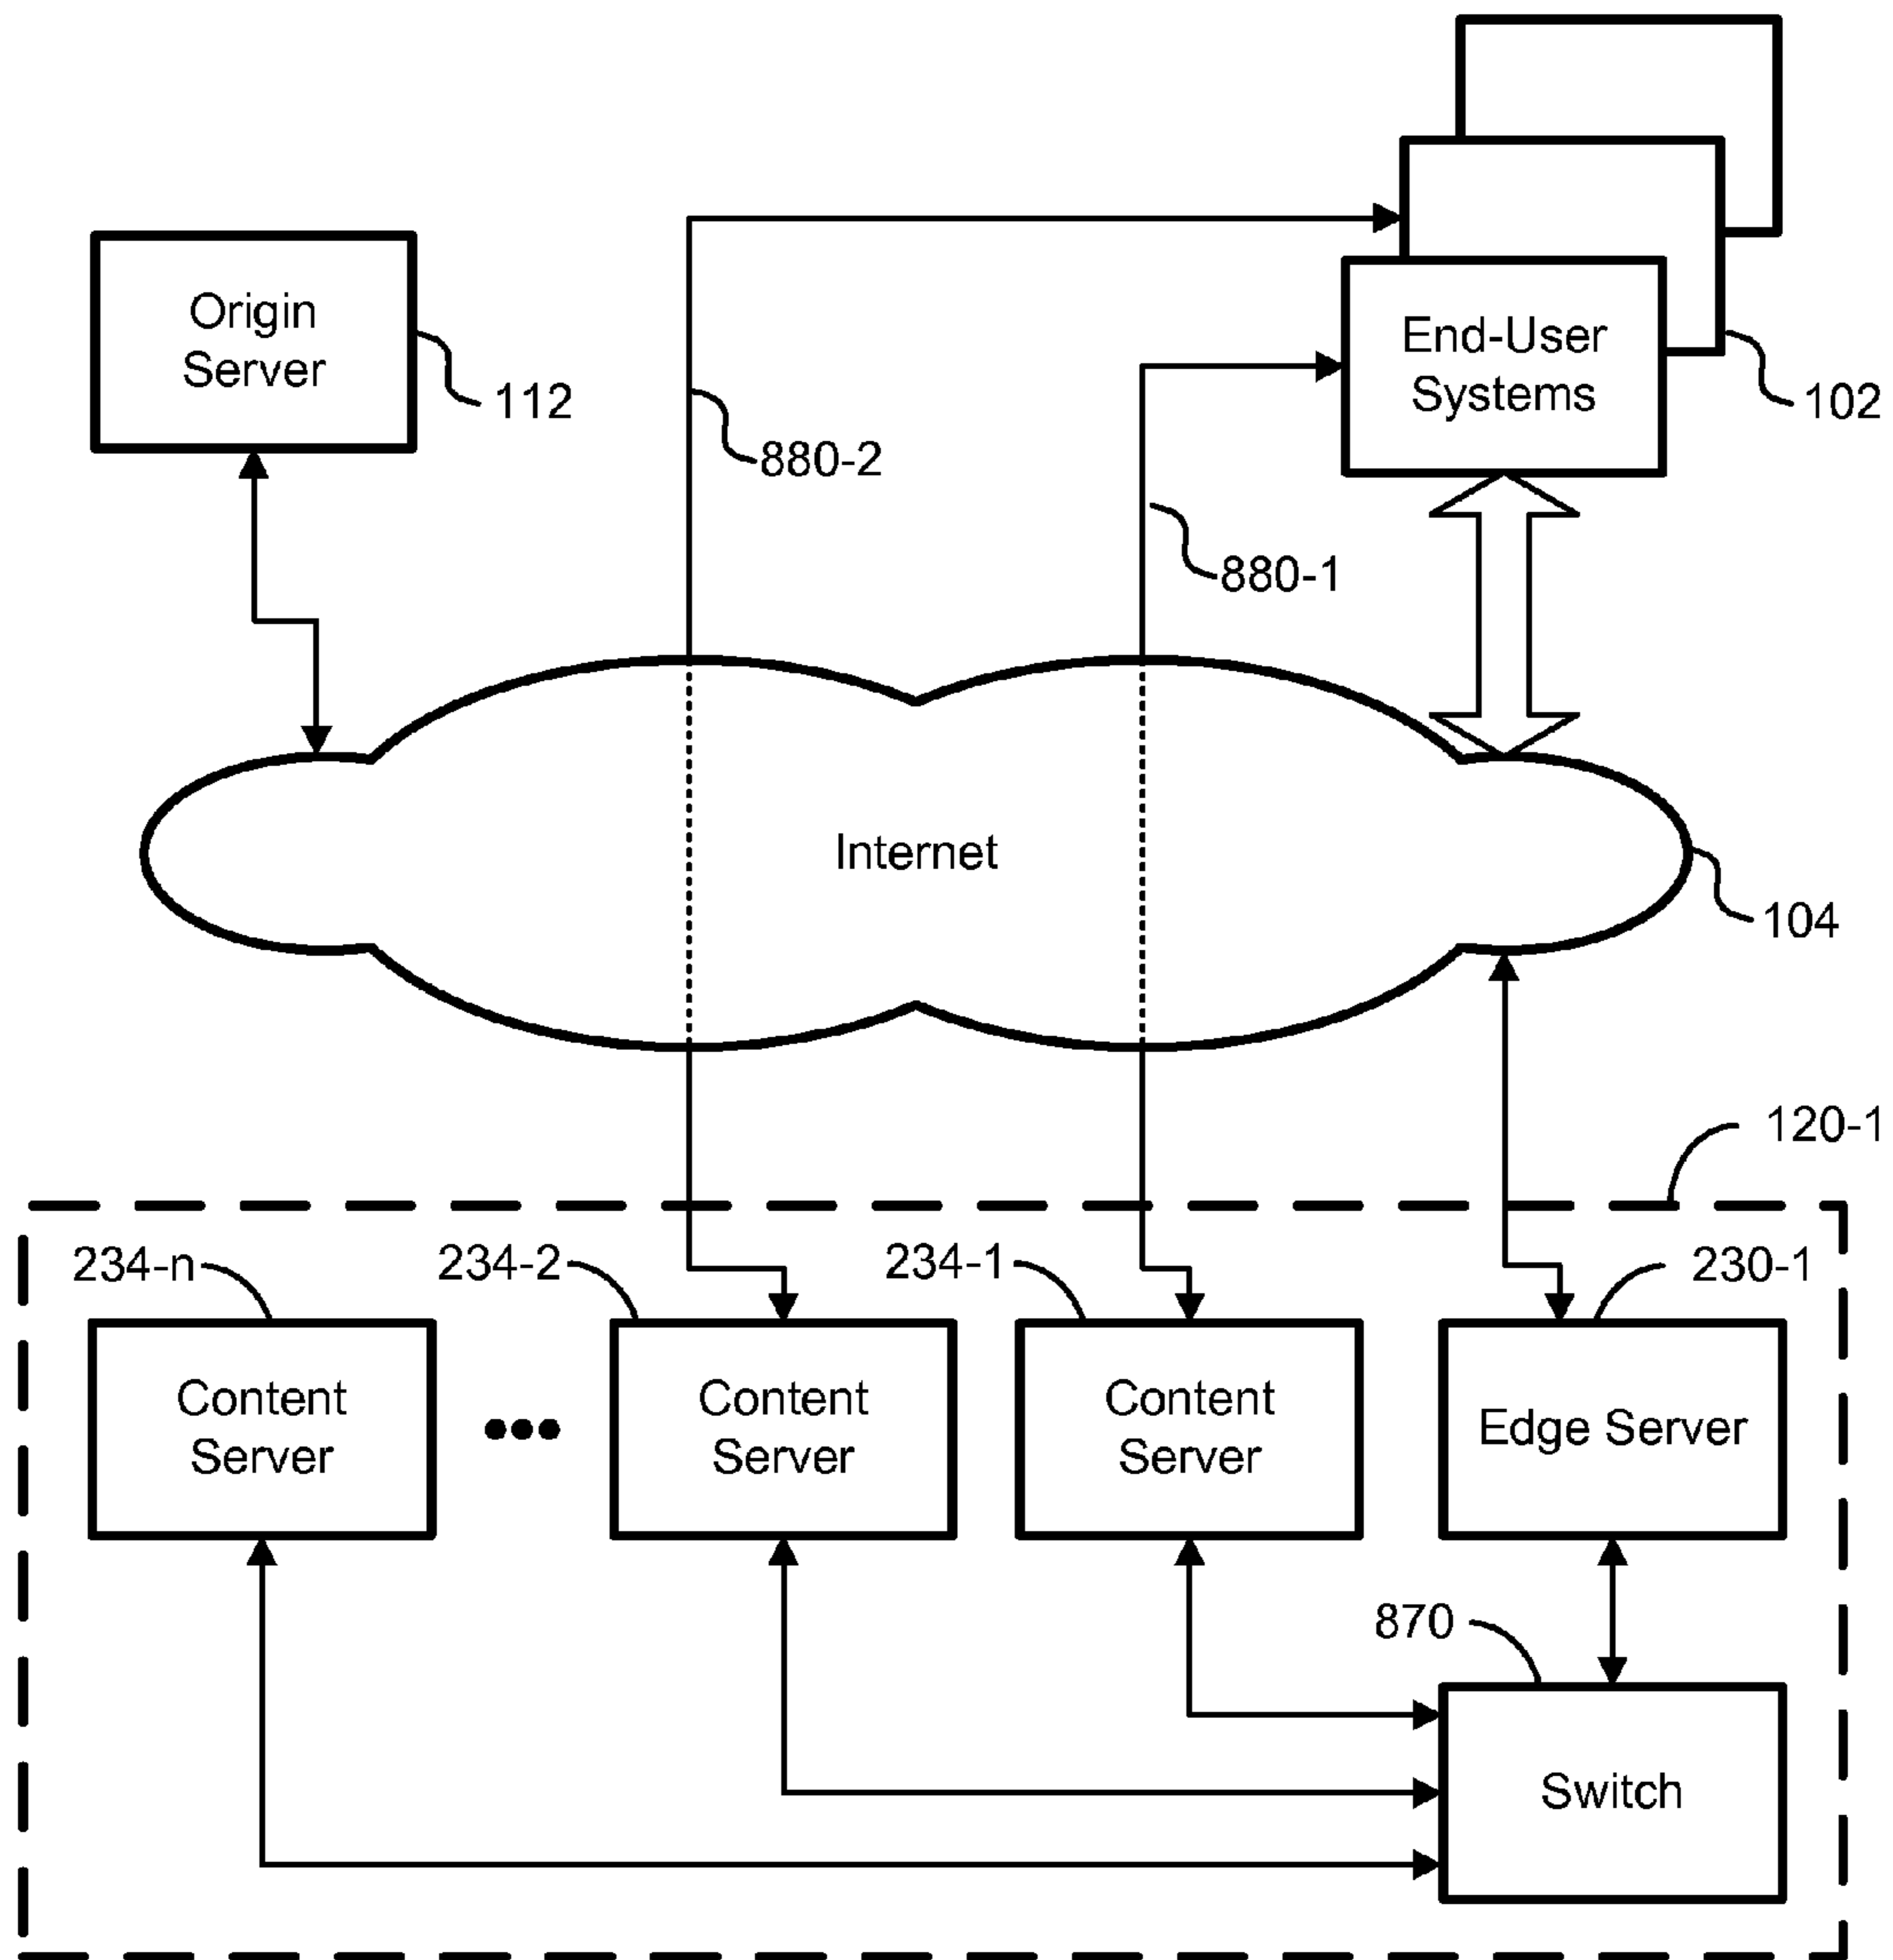 Origin
Server
112
End-User
Systems
102
880-2
880-1
Internet
104
120-1
234-n
234-2
234-1
230-1
Content
Server
Content
Server
Content
Server
Edge Server
870
Switch